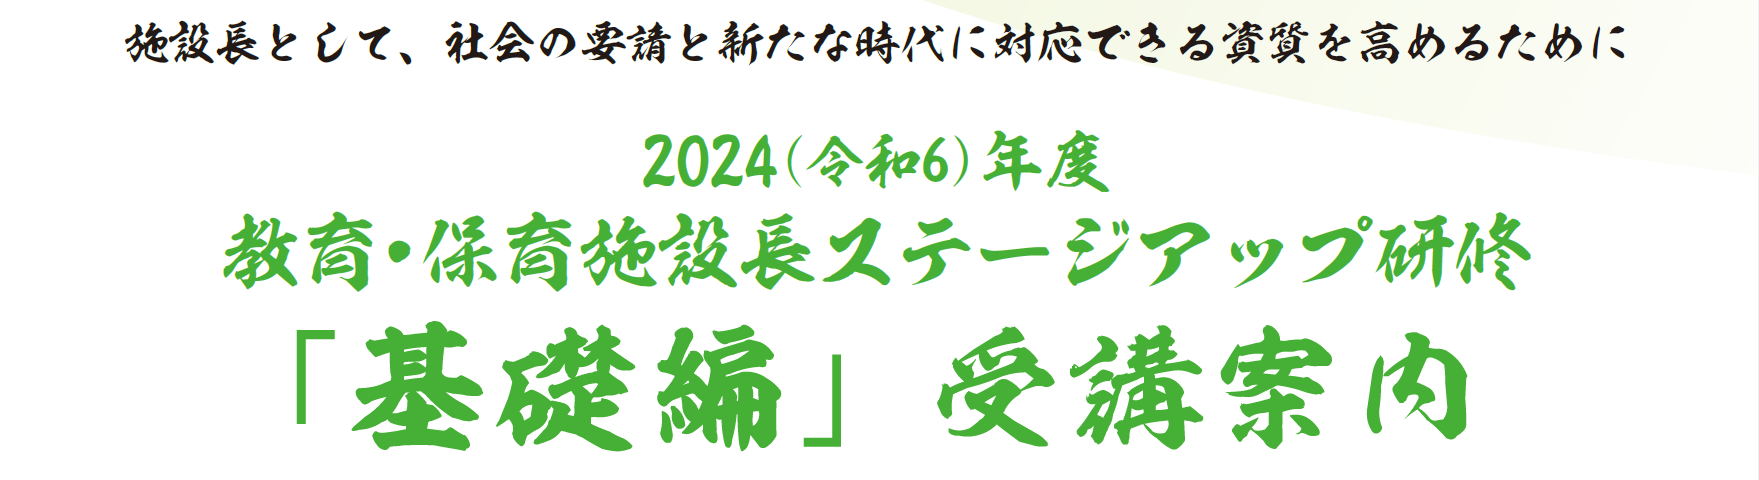 施設長として、社会の要請と新たな時代に対応できる資質を高めるために
2024(令和6)年度
教育・保育施設長ステージアップ研修
「基礎編」 受講案内